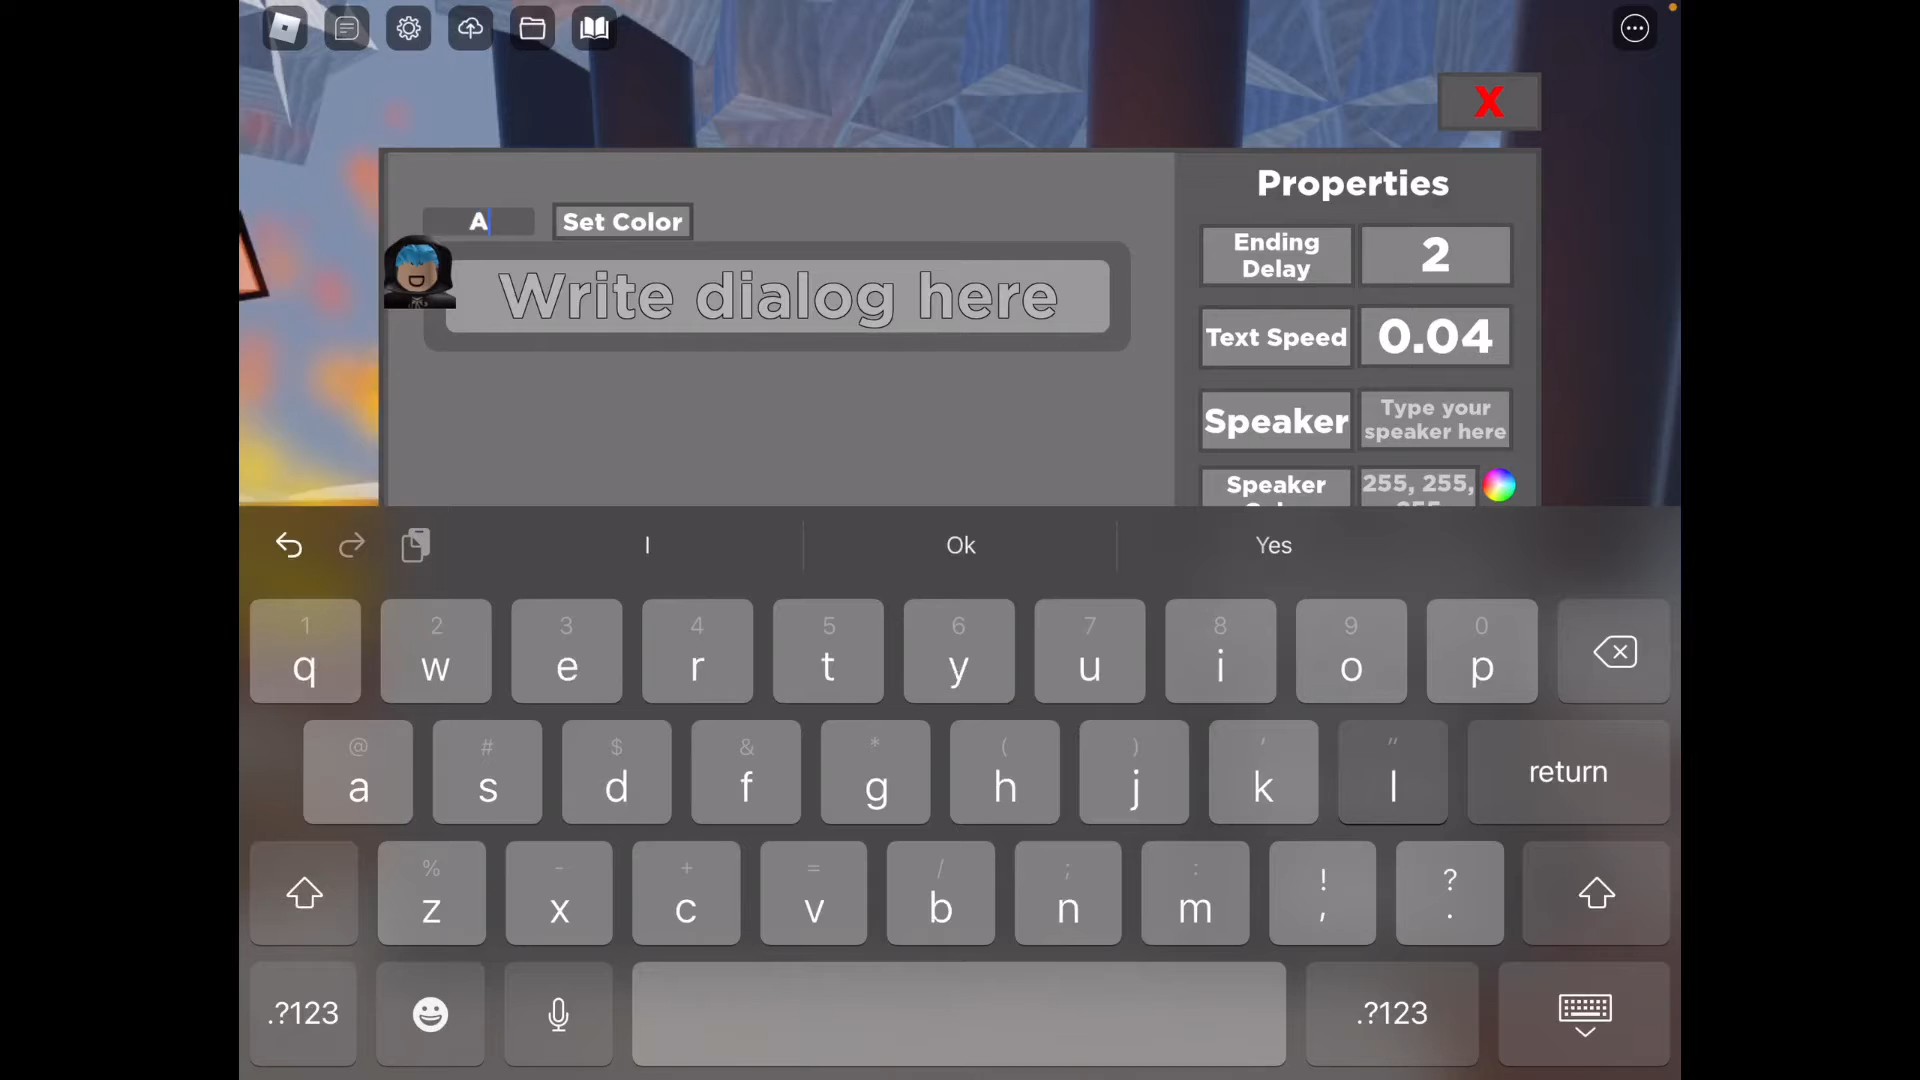 X
Properties
A
Set Color
Write dialog here
Ending
Delay
2
Text Speed
0.04
Speaker
Type your
speaker here
Speaker
255, 255,
I
Ok
Yes
1 2 3 4 5 6 7 8 9 0
q w e r t y u i o p
@ # $ & * ( ) ' "
a s d f g h j k l
return
% - + = / ; : ! ?
z x c v b n m , .
.?123
.?123